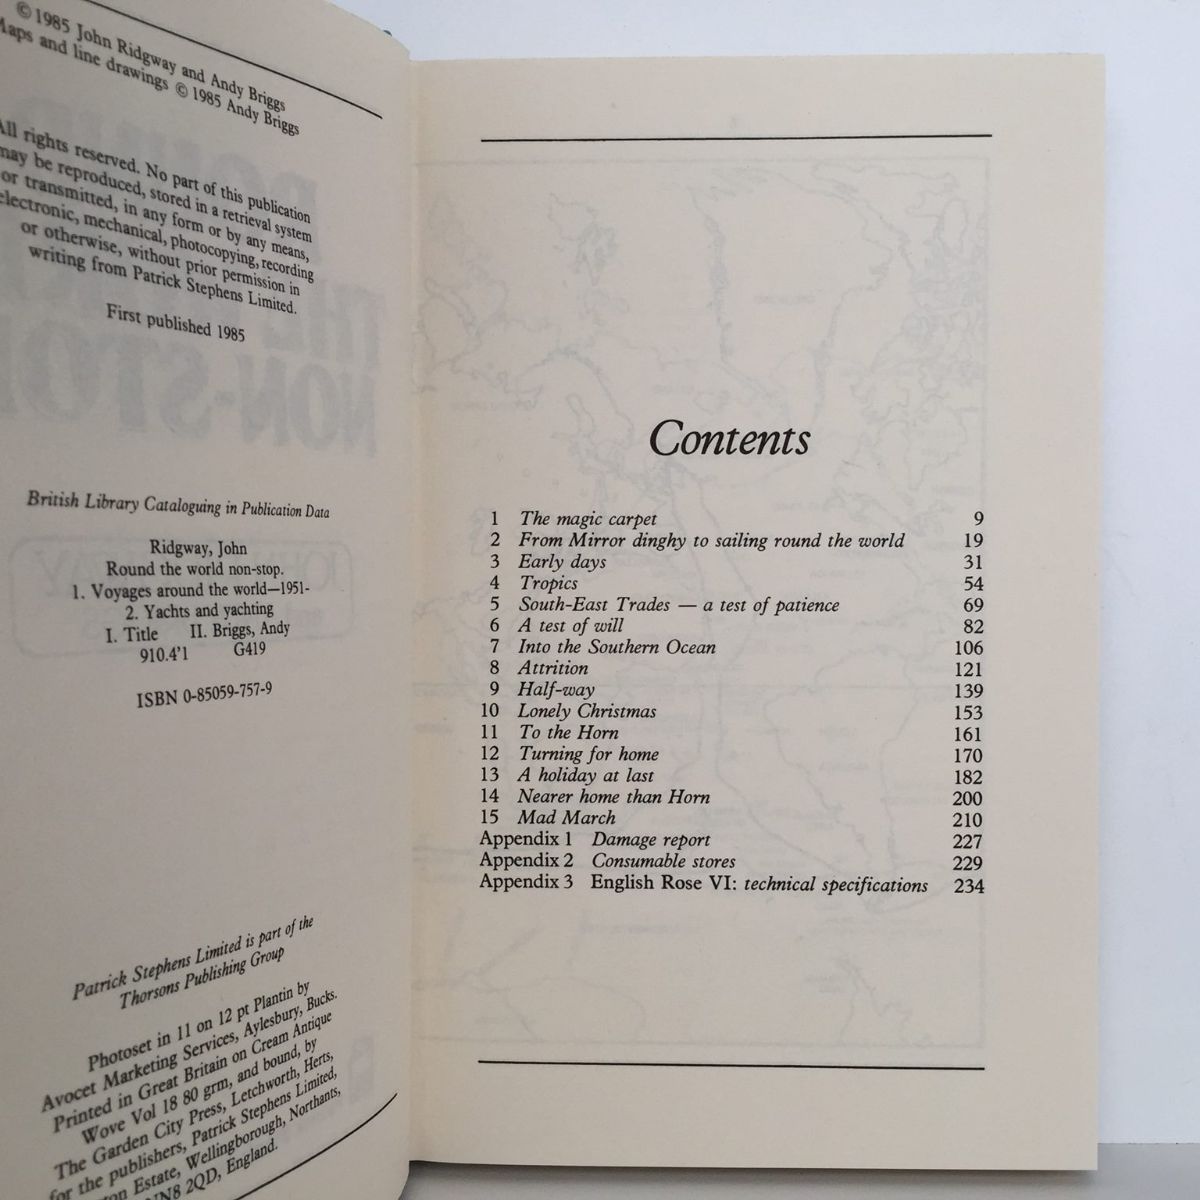 ©1985 John Ridgway and Andy Briggs
Maps and line drawings © 1985 Andy Briggs
All rights reserved. No part of this publication
may be reproduced, stored in a retrieval system
or transmitted, in any form or by any means,
electronic, mechanical, photocopying, recording
or otherwise, without prior permission in
writing from Patrick Stephens Limited.
First published 1985
British Library Cataloguing in Publication Data
Ridgway, John
Round the world non-stop.
1. Voyages around the world—1951-
2. Yachts and yachting
I. Title II. Briggs, Andy
910.4'1 G419
ISBN 0-85059-757-9
Patrick Stephens Limited is part of the
Thorsons Publishing Group
Photoset in 11 on 12 pt Plantin by
Avocet Marketing Services, Aylesbury, Bucks.
Printed in Great Britain on Cream Antique
Wove Vol 18 80 grm, and bound, by
The Garden City Press, Letchworth, Herts,
for the publishers, Patrick Stephens Limited,
Estate, Wellingborough, Northants,
NN8 2QD, England.
Contents
1 The magic carpet 9
2 From Mirror dinghy to sailing round the world 19
3 Early days 31
4 Tropics 54
5 South-East Trades — a test of patience 69
6 A test of will 82
7 Into the Southern Ocean 106
8 Attrition 121
9 Half-way 139
10 Lonely Christmas 153
11 To the Horn 161
12 Turning for home 170
13 A holiday at last 182
14 Nearer home than Horn 200
15 Mad March 210
Appendix 1 Damage report 227
Appendix 2 Consumable stores 229
Appendix 3 English Rose VI: technical specifications 234